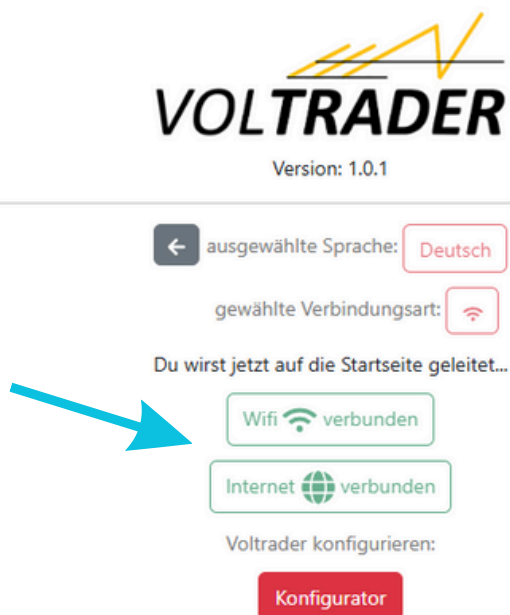 VOLTRADER
Version: 1.0.1
ausgewählte Sprache: Deutsch
gewählte Verbindungsart:
Du wirst jetzt auf die Startseite geleitet...
Wifi verbunden
Internet verbunden
Voltrader konfigurieren:
Konfigurator